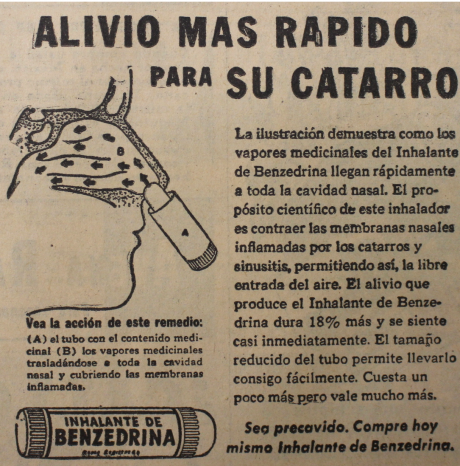 ALIVIO MAS RAPIDO
PARA SU CATARRO
B
A
La ilustración demuestra como los
vapores medicinales del Inhalante
de Benzedrina llegan rápidamente
a toda la cavidad nasal. El pro-
pósito científico de este inhalador
es contraer las membranas nasales
inflamadas por los catarros y
sinusitis, permitiendo así, la libre
entrada del aire. El alivio que
produce el Inhalante de Benze-
drina dura 18% más y se siente
casi inmediatamente. El tamaño
reducido del tubo permite llevarlo
consigo fácilmente. Cuesta un
poco más pero vale mucho más.
Vea la acción de este remedio:
(A) el tubo con el contenido medi-
cinal (B) los vapores medicinales
trasladándose a toda la cavidad
nasal y cubriendo las membranas
inflamadas.
INHALANTE DE
BENZEDRINA
Sea precavido. Compre hoy
mismo Inhalante de Benzedrina.